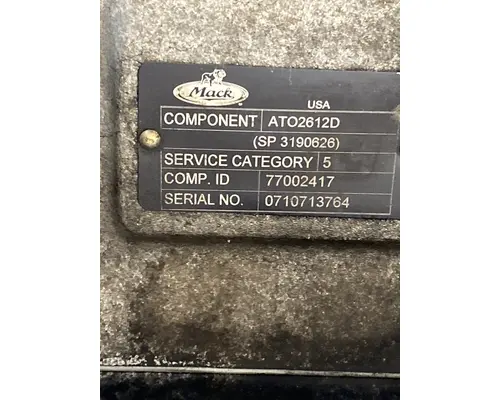 Mack
USA
COMPONENT ATO2612D
(SP 3190626)
SERVICE CATEGORY 5
COMP. ID 77002417
SERIAL NO. 0710713764